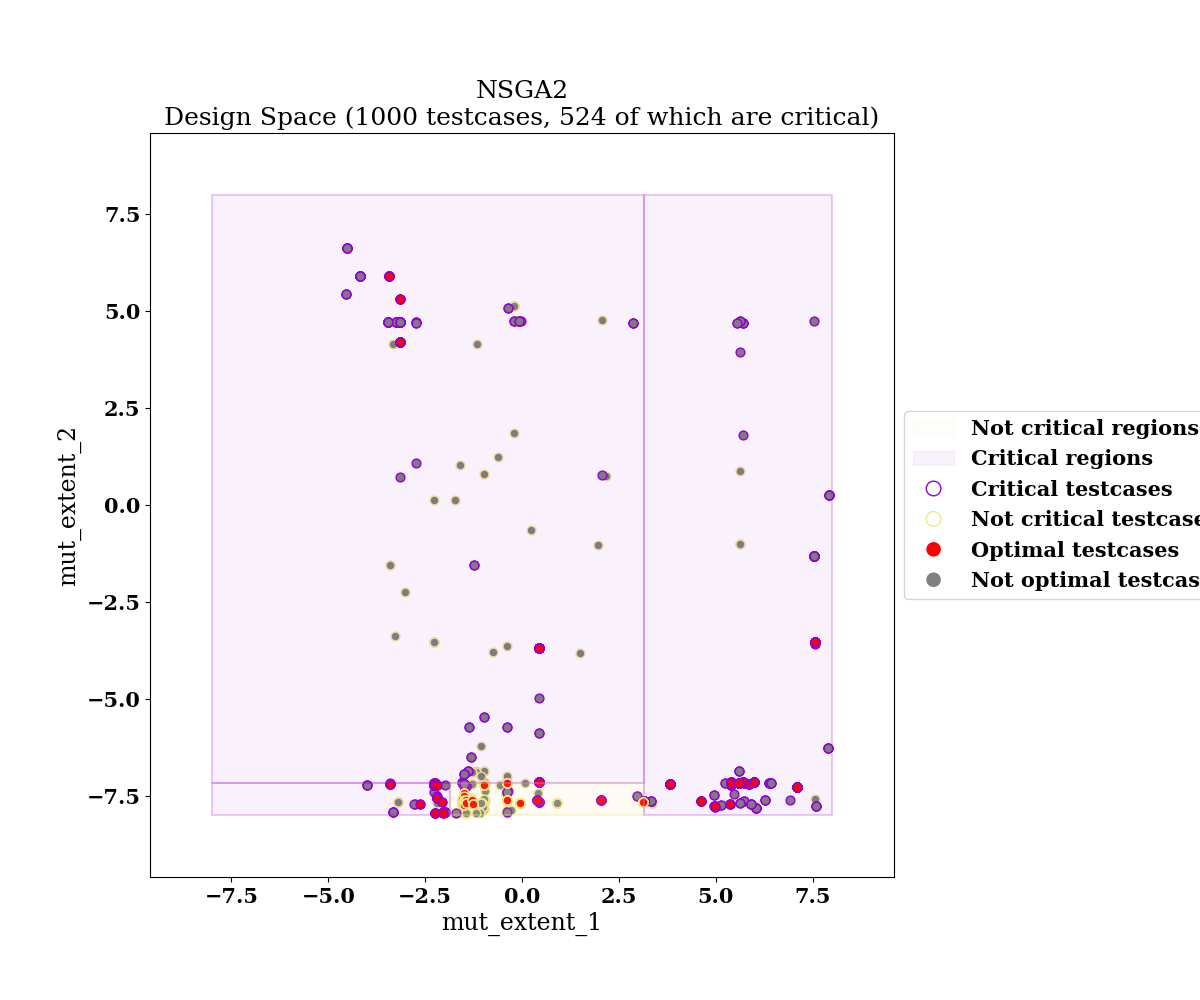 NSGA2
Design Space (1000 testcases, 524 of which are critical)
7.5
5.0
2.5
0.0
−2.5
−5.0
−7.5
mut_extent_2
−7.5 −5.0 −2.5 0.0 2.5 5.0 7.5
mut_extent_1
Not critical regions
Critical regions
Critical testcases
Not critical testcase
Optimal testcases
Not optimal testcas